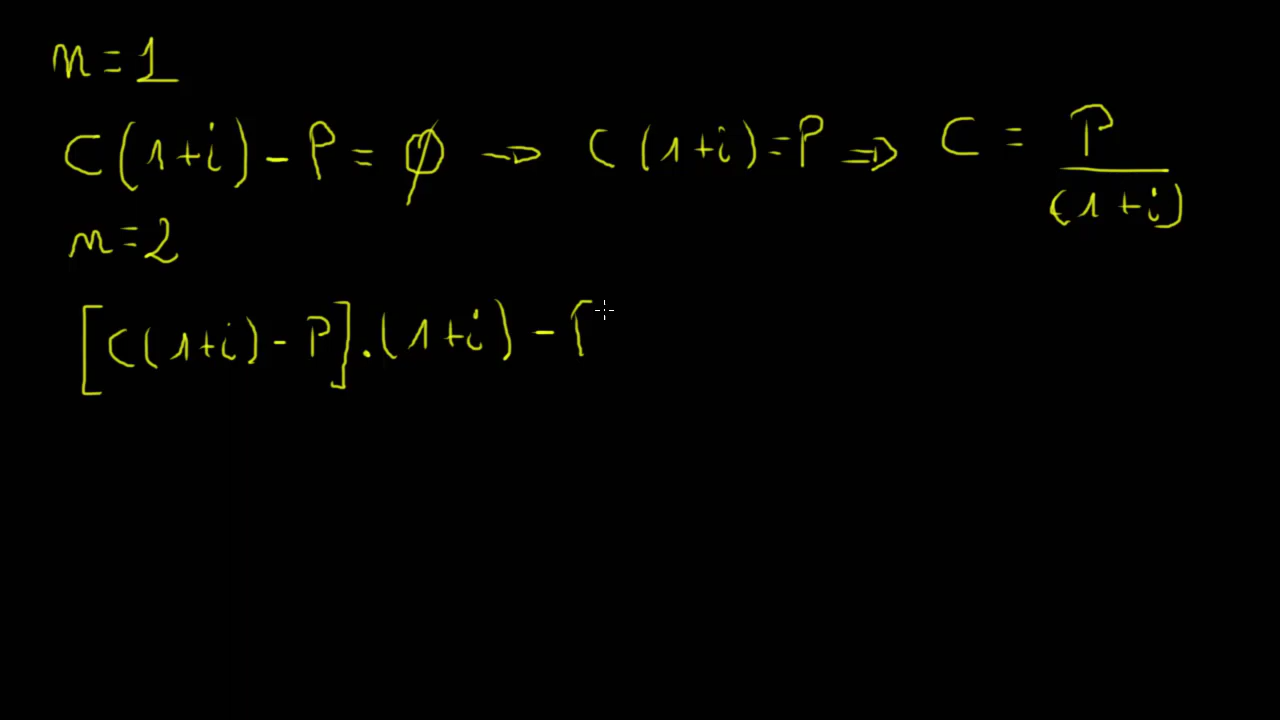 n=1
C(1+i)-P=∅ → C(1+i)=P ⇒ C = P/(1+i)
n=2
[C(1+i)-P].(1+i)-